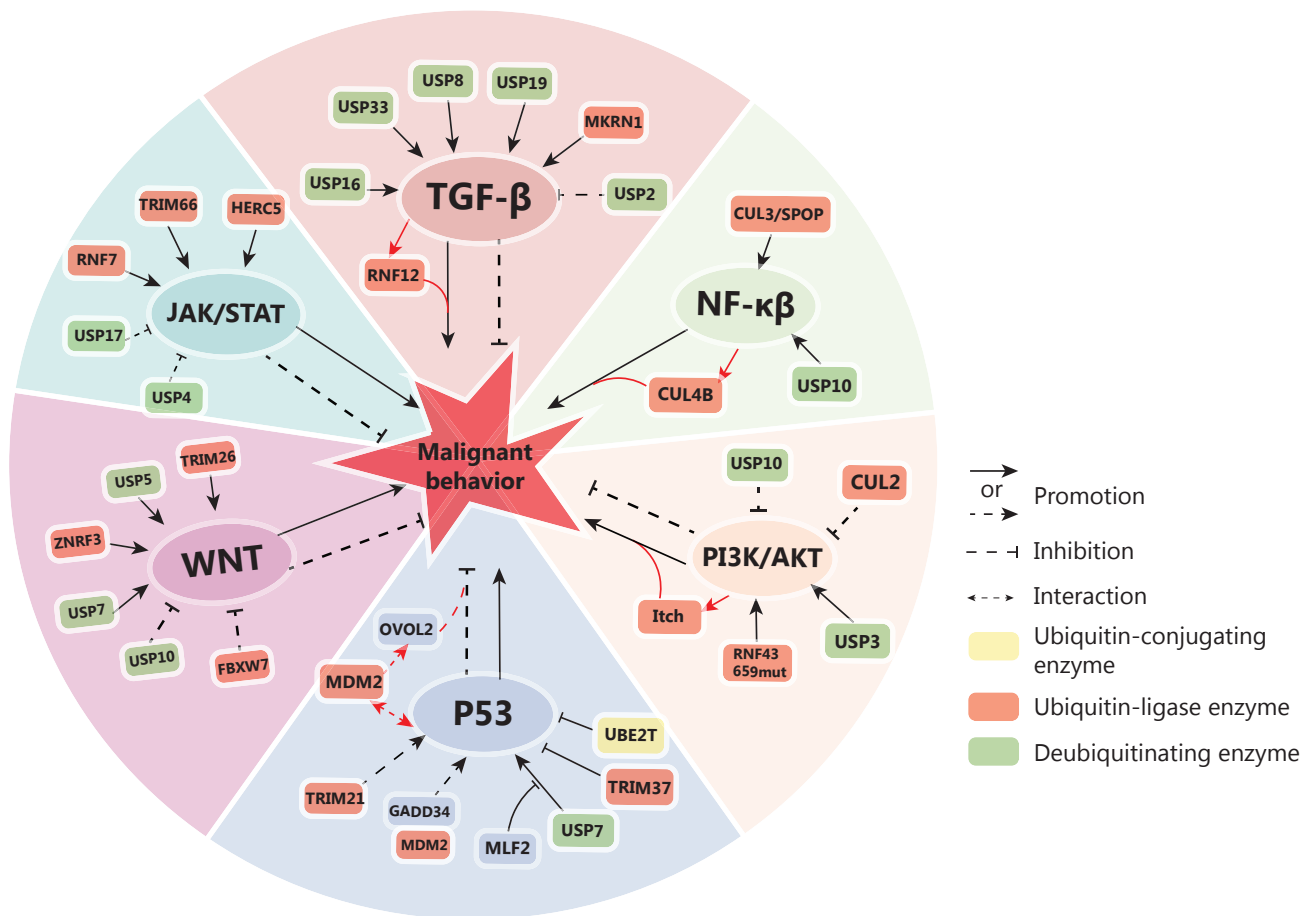 USP8
USP19
USP33
MKRN1
USP16
TGF-β
USP2
RNF12
TRIM66
HERC5
RNF7
JAK/STAT
USP17
USP4
CUL3/SPOP
NF-κβ
CUL4B
USP10
Malignant
behavior
TRIM26
USP5
ZNRF3
WNT
USP7
USP10
FBXW7
USP10
CUL2
PI3K/AKT
Itch
RNF43
659mut
USP3
OVOL2
MDM2
P53
UBE2T
TRIM37
TRIM21
GADD34
MDM2
MLF2
USP7
or
Promotion
Inhibition
Interaction
Ubiquitin-conjugating
enzyme
Ubiquitin-ligase enzyme
Deubiquitinating enzyme